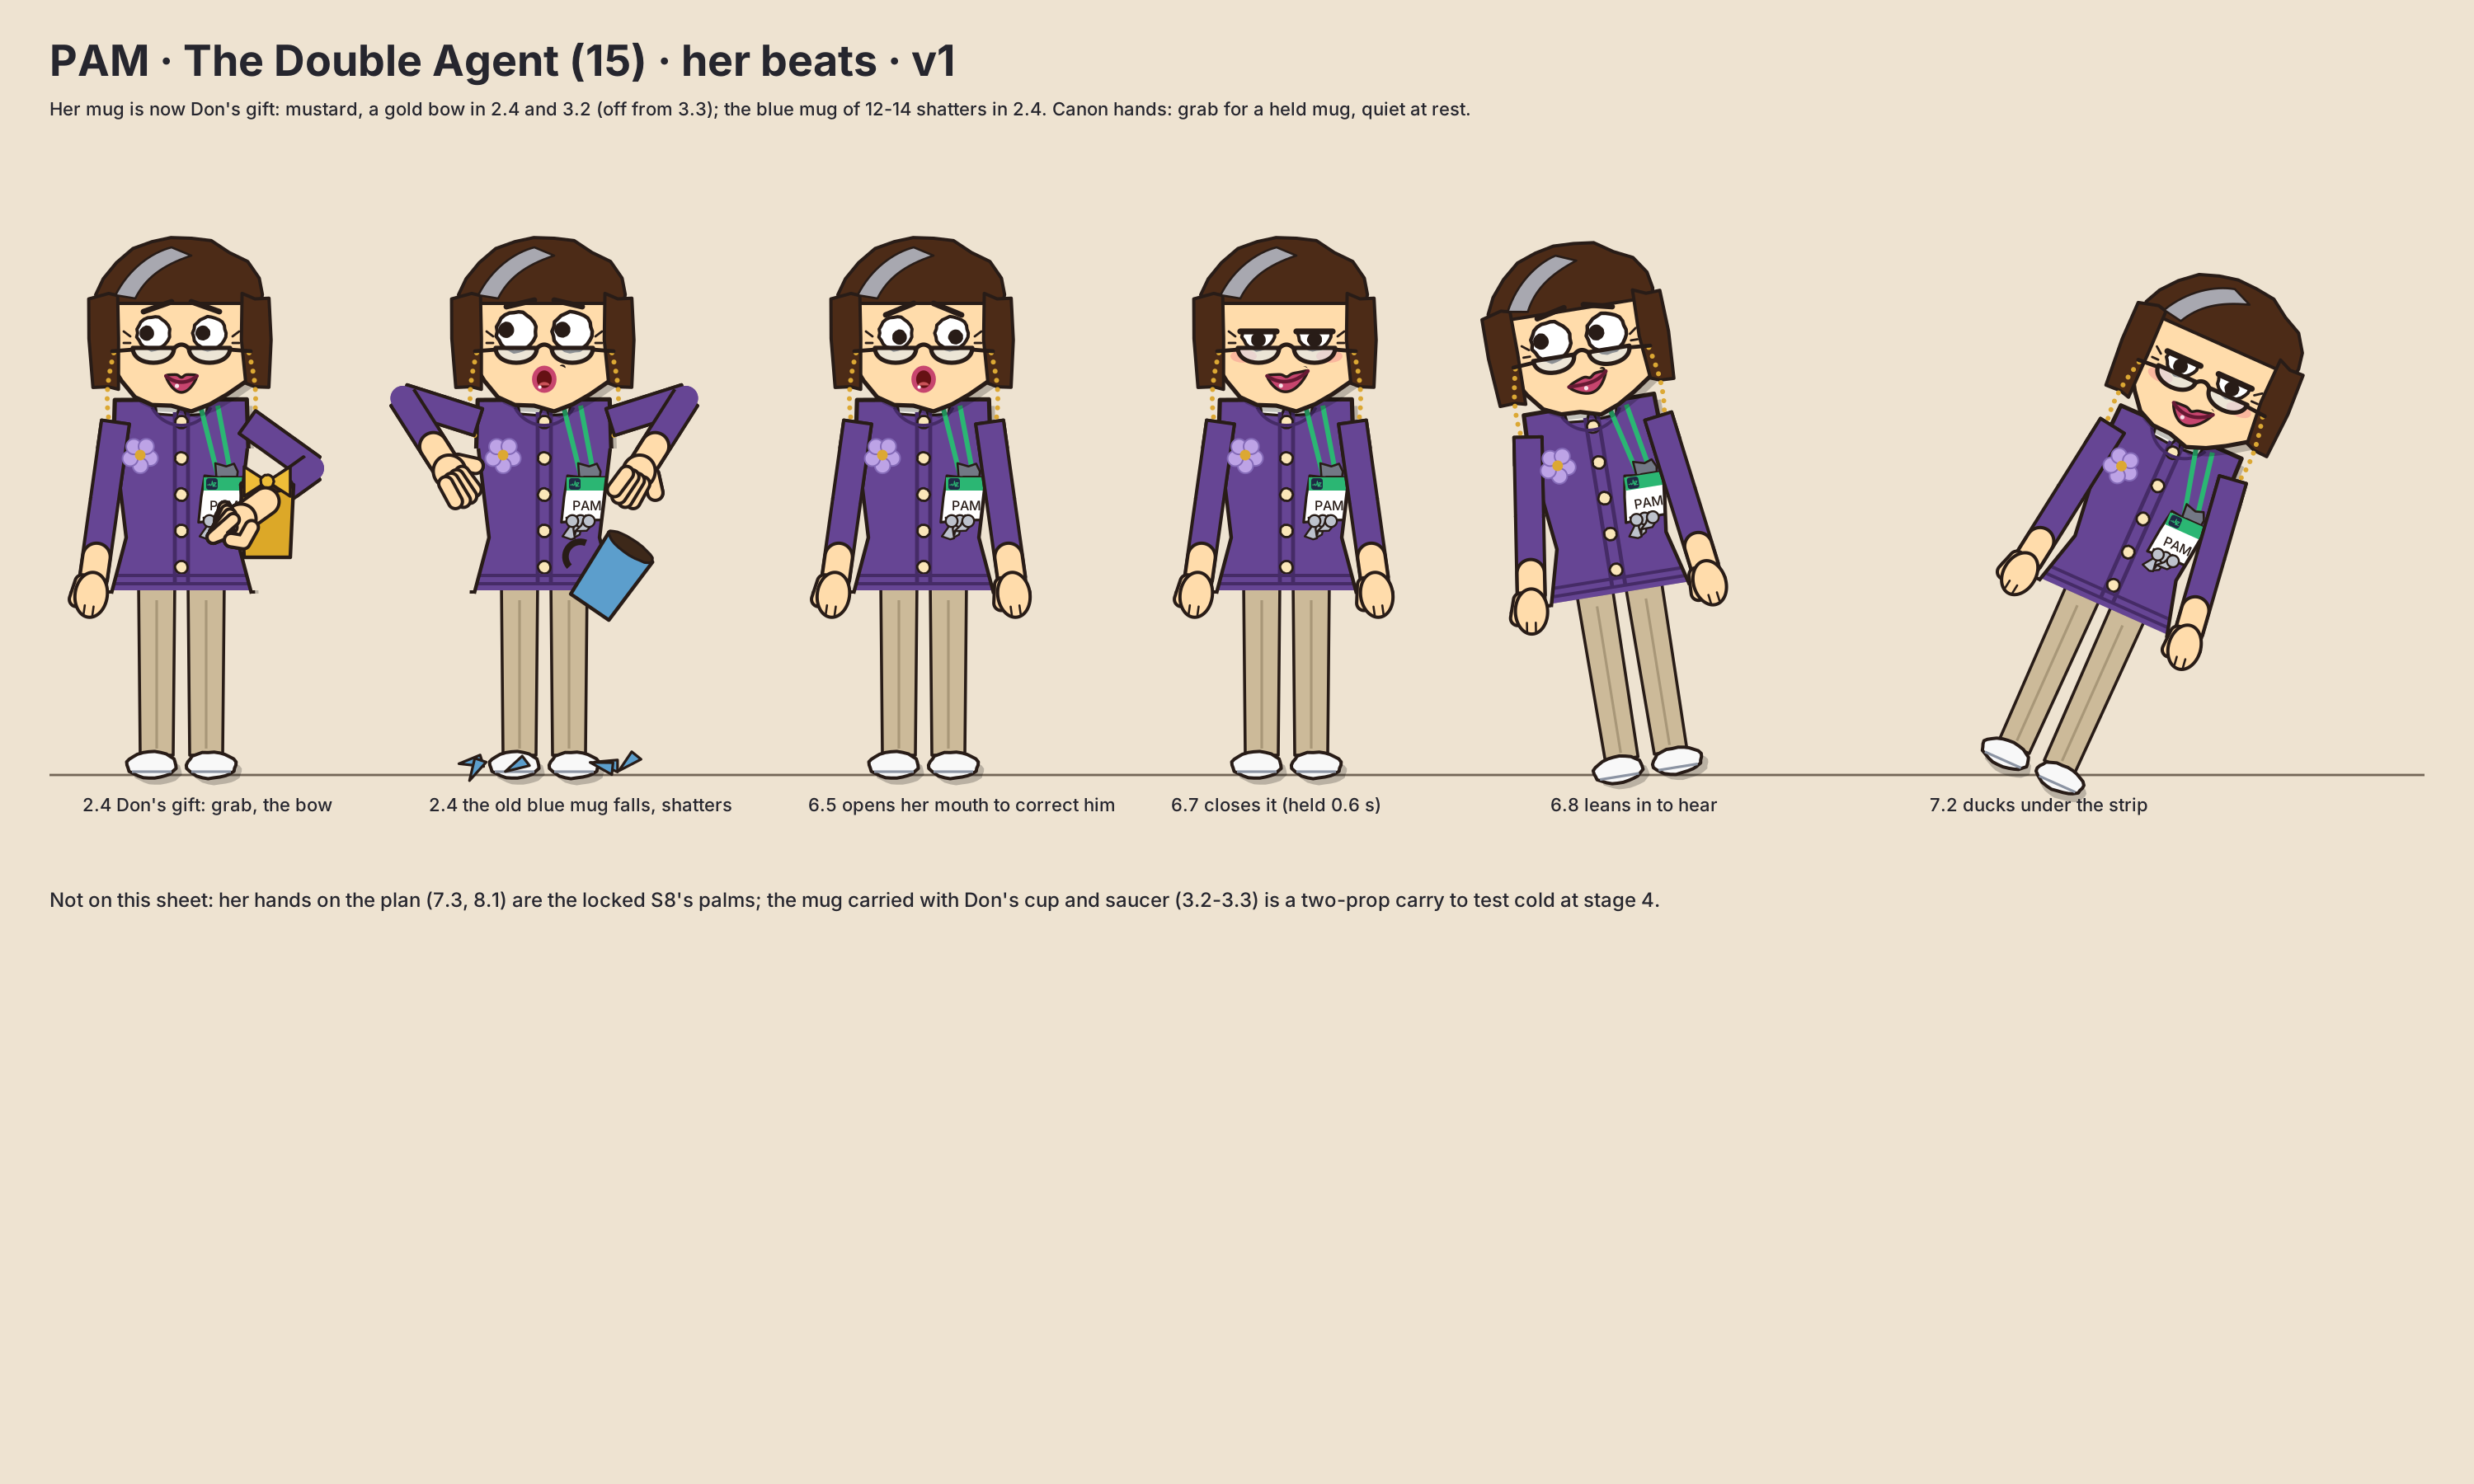 PAM · The Double Agent (15) · her beats · v1
Her mug is now Don's gift: mustard, a gold bow in 2.4 and 3.2 (off from 3.3); the blue mug of 12-14 shatters in 2.4. Canon hands: grab for a held mug, quiet at rest.
PAM
PAM
PAM
PAM
PAM
2.4 Don's gift: grab, the bow
2.4 the old blue mug falls, shatters
6.5 opens her mouth to correct him
6.7 closes it (held 0.6 s)
6.8 leans in to hear
7.2 ducks under the strip
Not on this sheet: her hands on the plan (7.3, 8.1) are the locked S8's palms; the mug carried with Don's cup and saucer (3.2-3.3) is a two-prop carry to test cold at stage 4.